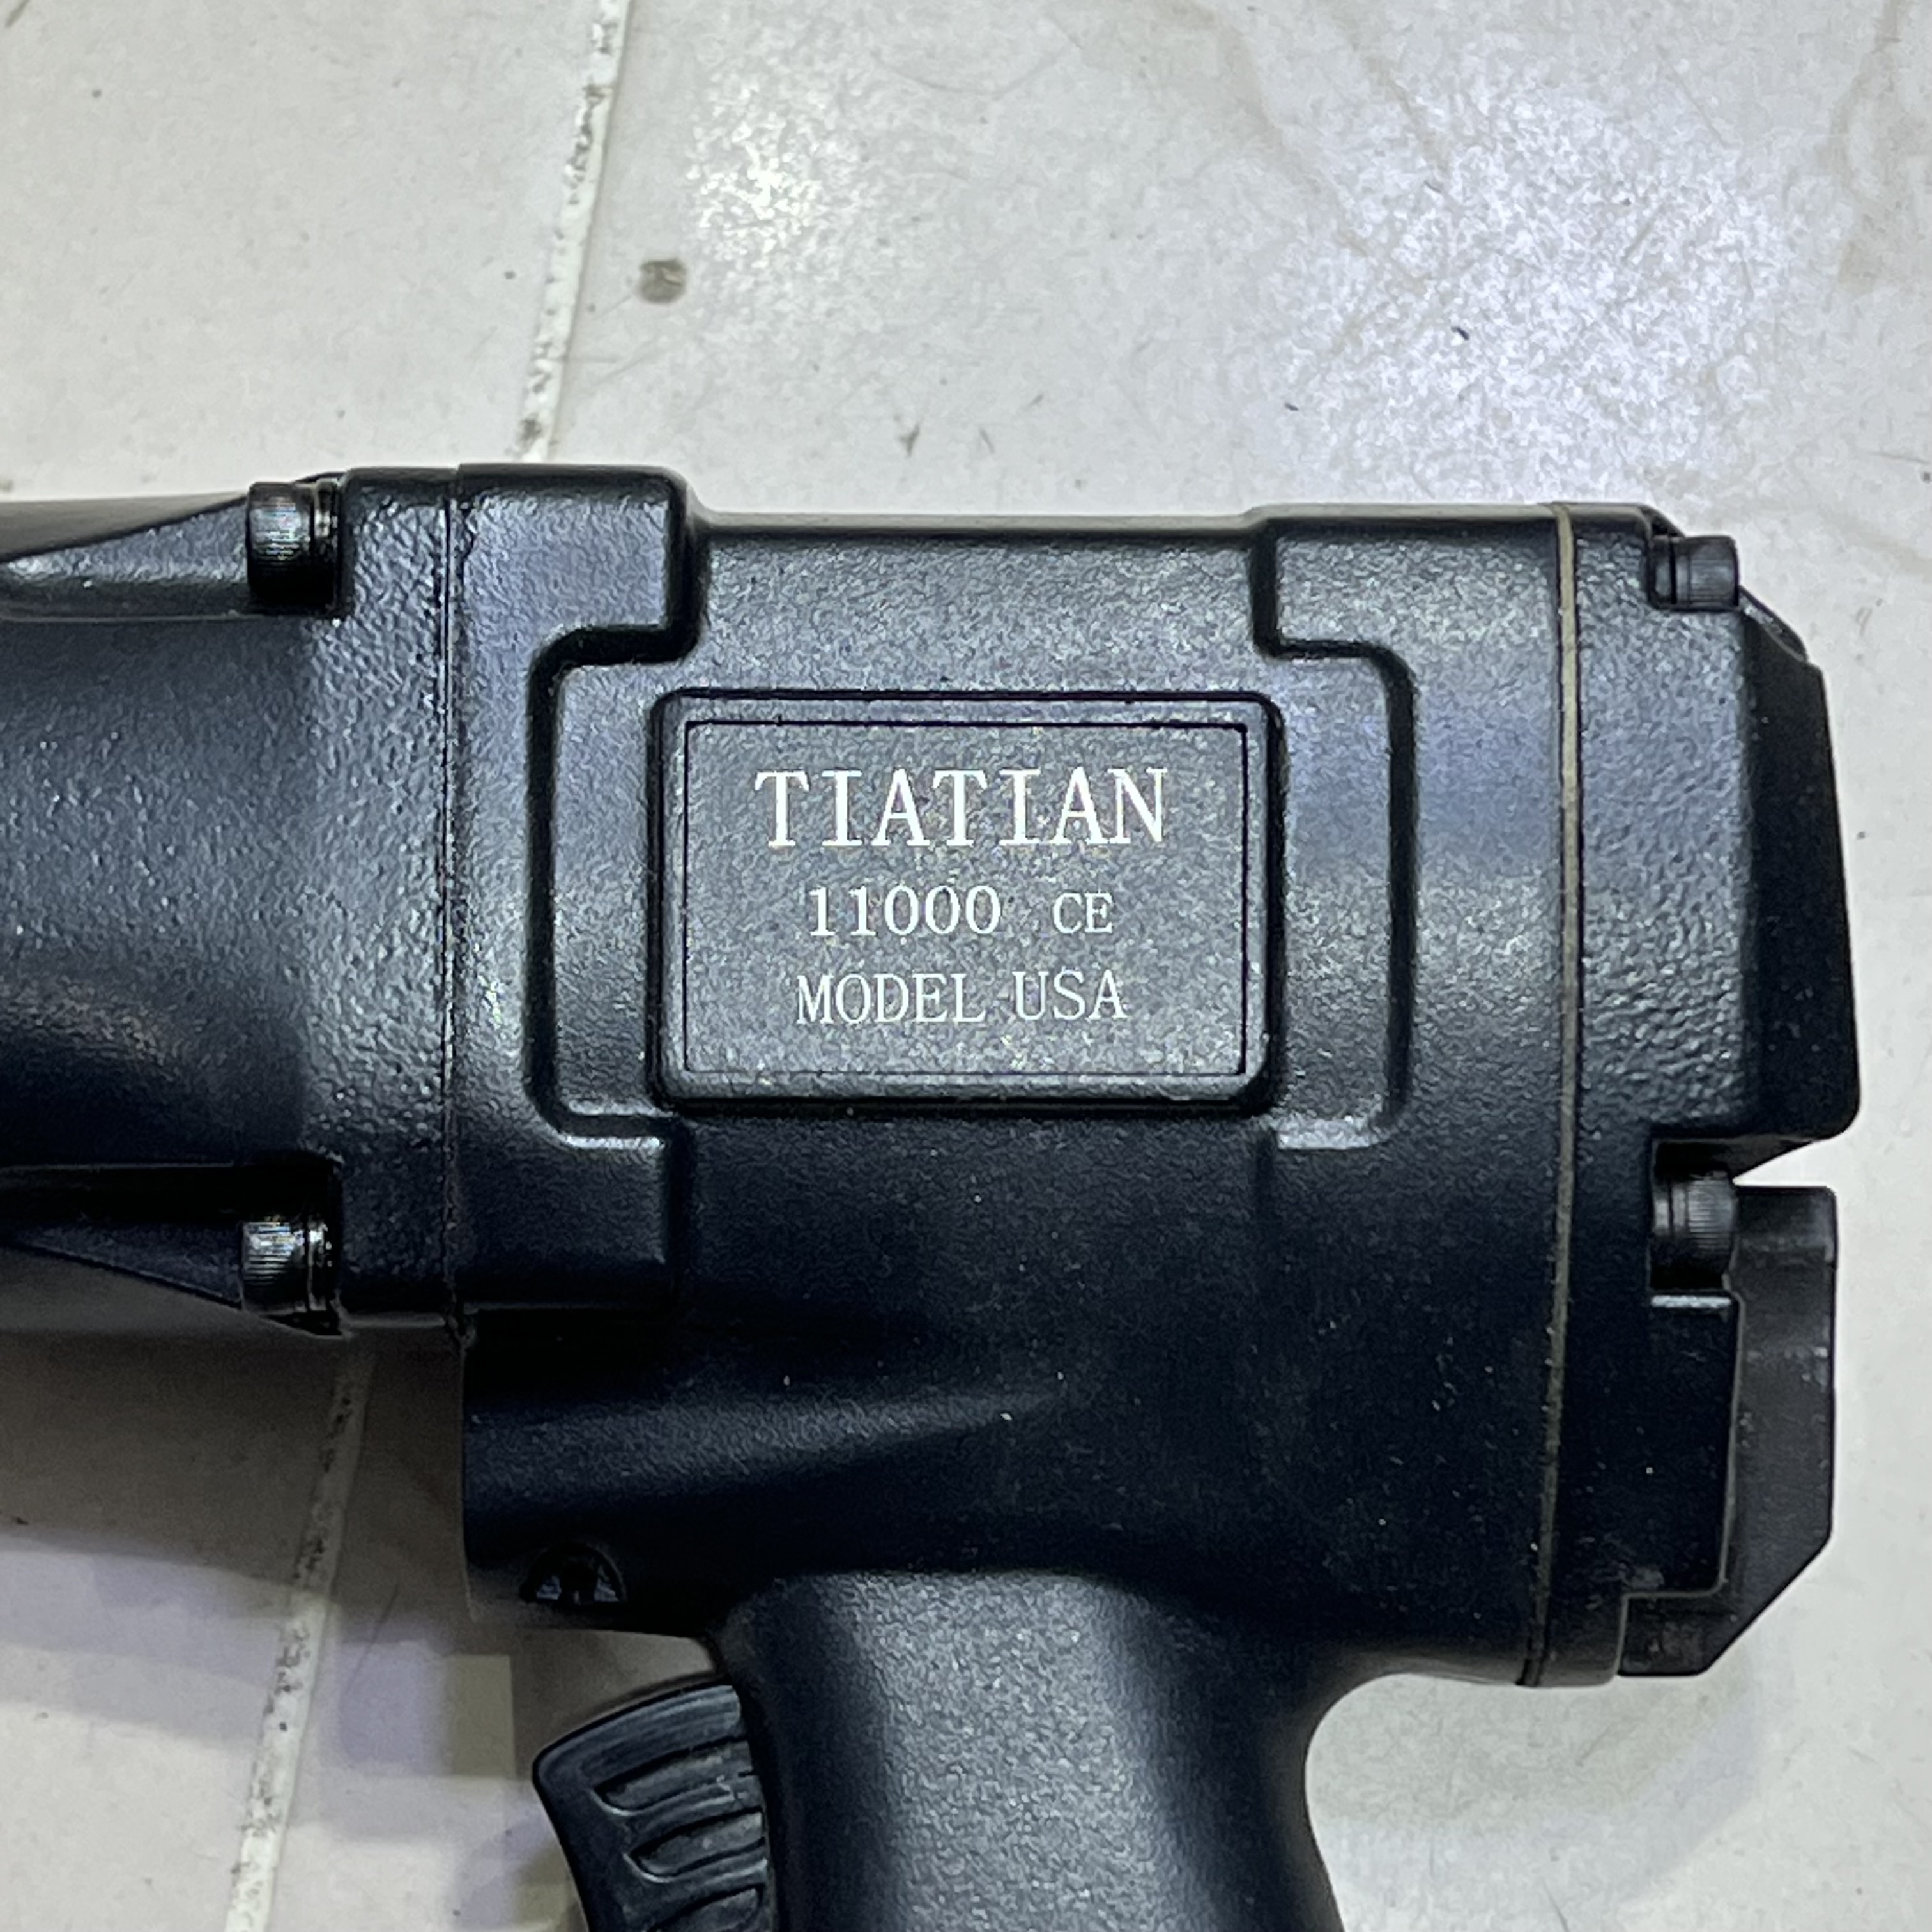 TIATIAN
11000 CE
MODEL USA